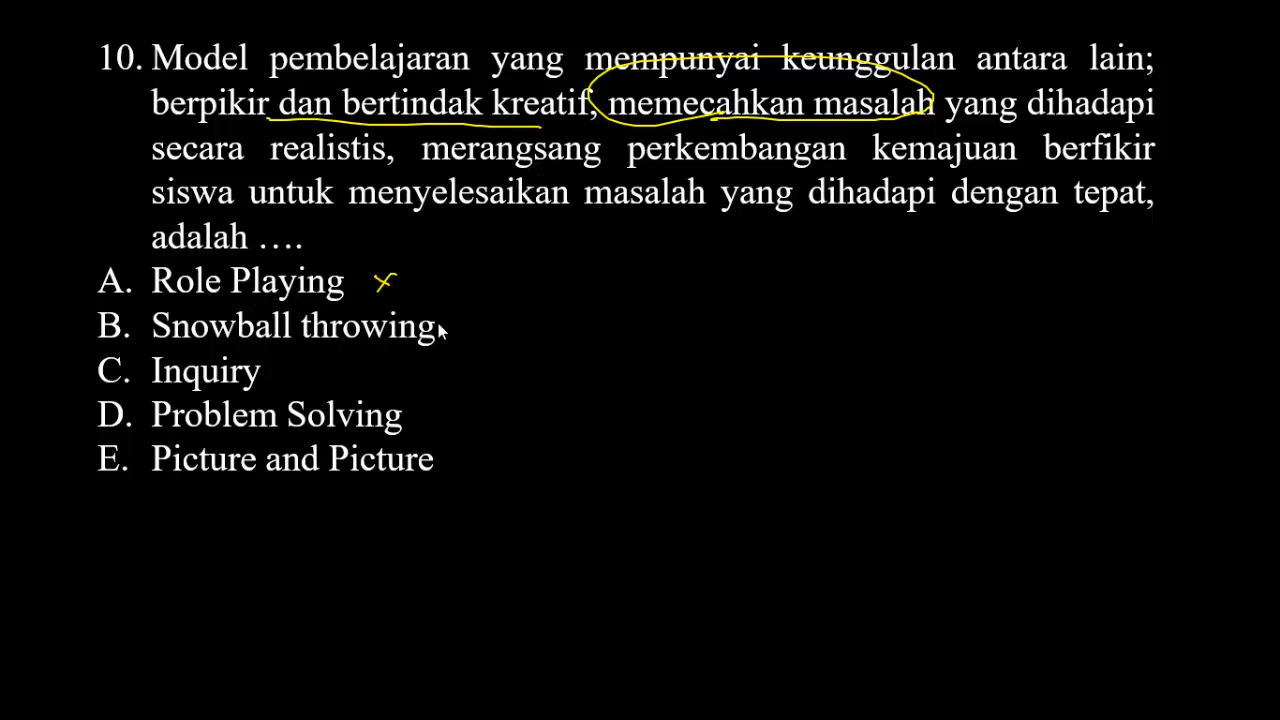 10. Model pembelajaran yang mempunyai keunggulan antara lain;
berpikir dan bertindak kreatif, memecahkan masalah yang dihadapi
secara realistis, merangsang perkembangan kemajuan berfikir
siswa untuk menyelesaikan masalah yang dihadapi dengan tepat,
adalah ….
A. Role Playing
B. Snowball throwing
C. Inquiry
D. Problem Solving
E. Picture and Picture